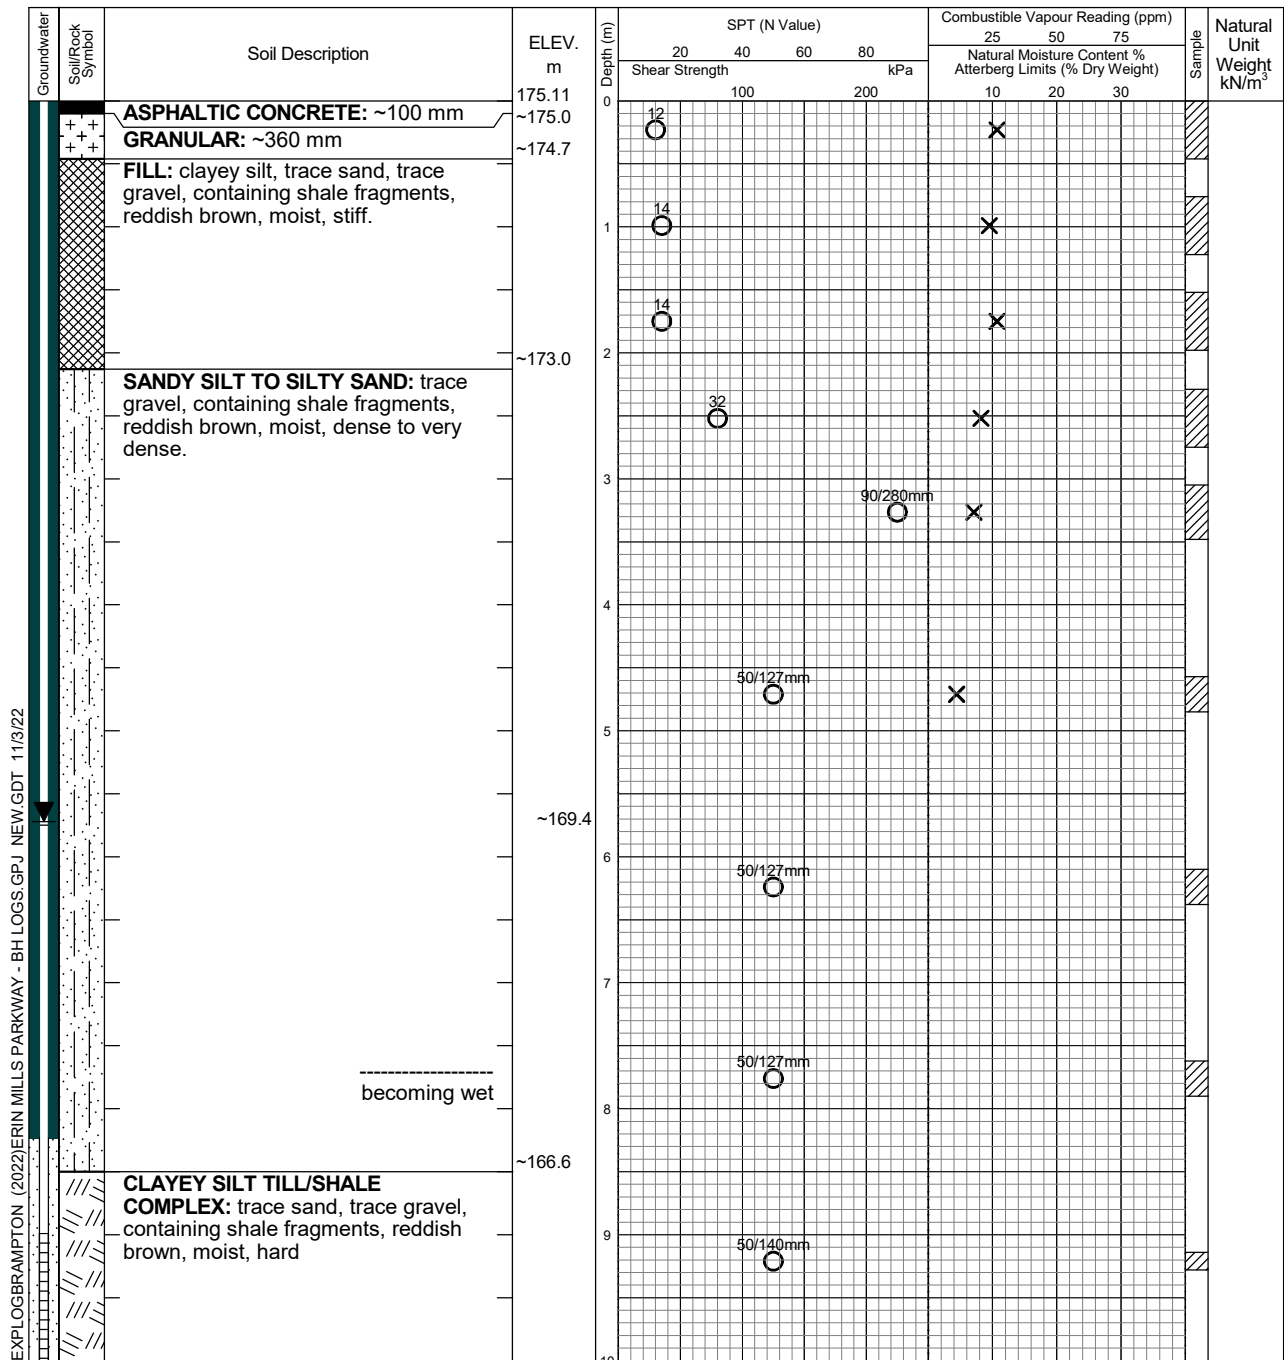 Groundwater
Soil/Rock
Symbol
Soil Description
ELEV.
m
Depth (m)
SPT (N Value)
20 40 60 80
Shear Strength kPa
100 200
Combustible Vapour Reading (ppm)
25 50 75
Natural Moisture Content %
Atterberg Limits (% Dry Weight)
10 20 30
Sample
Natural
Unit
Weight
kN/m³
175.11
0
ASPHALTIC CONCRETE: ~100 mm
~175.0
12
GRANULAR: ~360 mm
~174.7
FILL: clayey silt, trace sand, trace
gravel, containing shale fragments,
reddish brown, moist, stiff.
14
1
14
2
~173.0
SANDY SILT TO SILTY SAND: trace
gravel, containing shale fragments,
reddish brown, moist, dense to very
dense.
32
3
90/280mm
4
50/127mm
5
~169.4
6
50/127mm
7
50/127mm
becoming wet
8
~166.6
CLAYEY SILT TILL/SHALE
COMPLEX: trace sand, trace gravel,
containing shale fragments, reddish
brown, moist, hard
9
50/140mm
10
EXPLOGBRAMPTON (2022)ERIN MILLS PARKWAY - BH LOGS.GPJ NEW.GDT 11/3/22